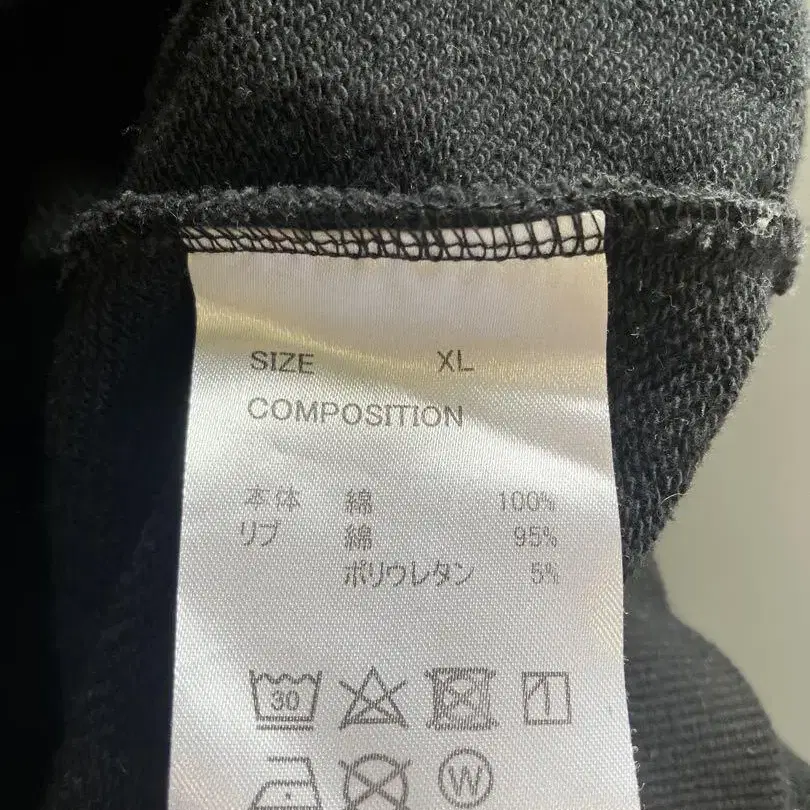 SIZE XL
COMPOSITION
本体 綿 100%
リブ 綿 95%
ポリウレタン 5%
30
W